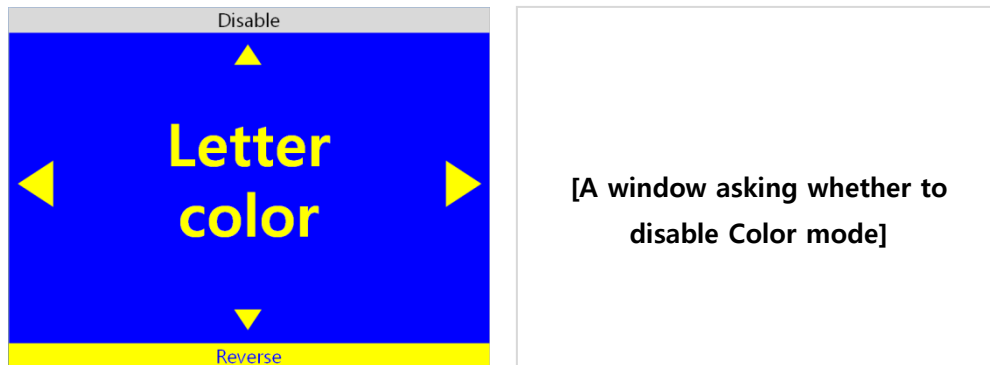 Disable
Letter
color
Reverse
[A window asking whether to
disable Color mode]